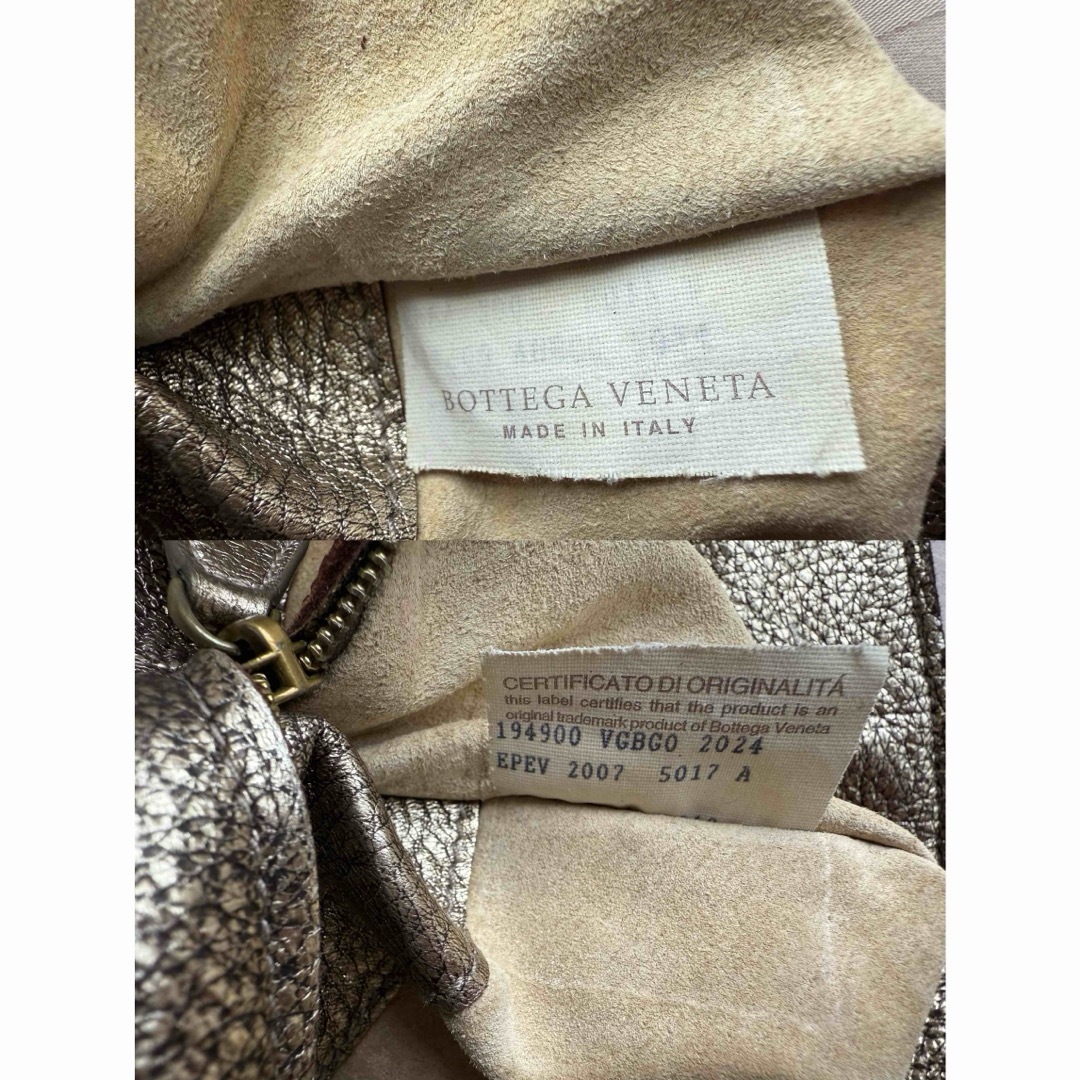 BOTTEGA VENETA
MADE IN ITALY
CERTIFICATO DI ORIGINALITÁ
this label certifies that the product is an
original trademark product of Bottega Veneta
194900 VGBG0 2024
EPEV 2007 5017 A